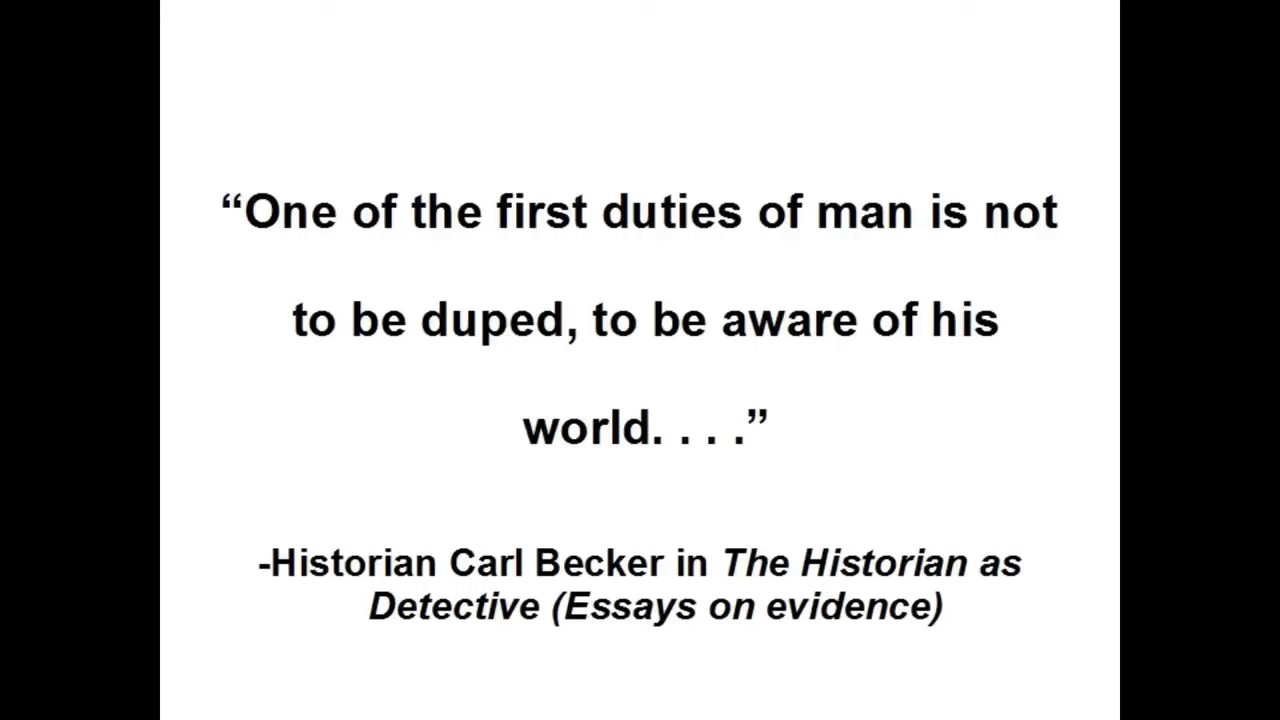 “One of the first duties of man is not
to be duped, to be aware of his
world. . . .”
-Historian Carl Becker in The Historian as
Detective (Essays on evidence)